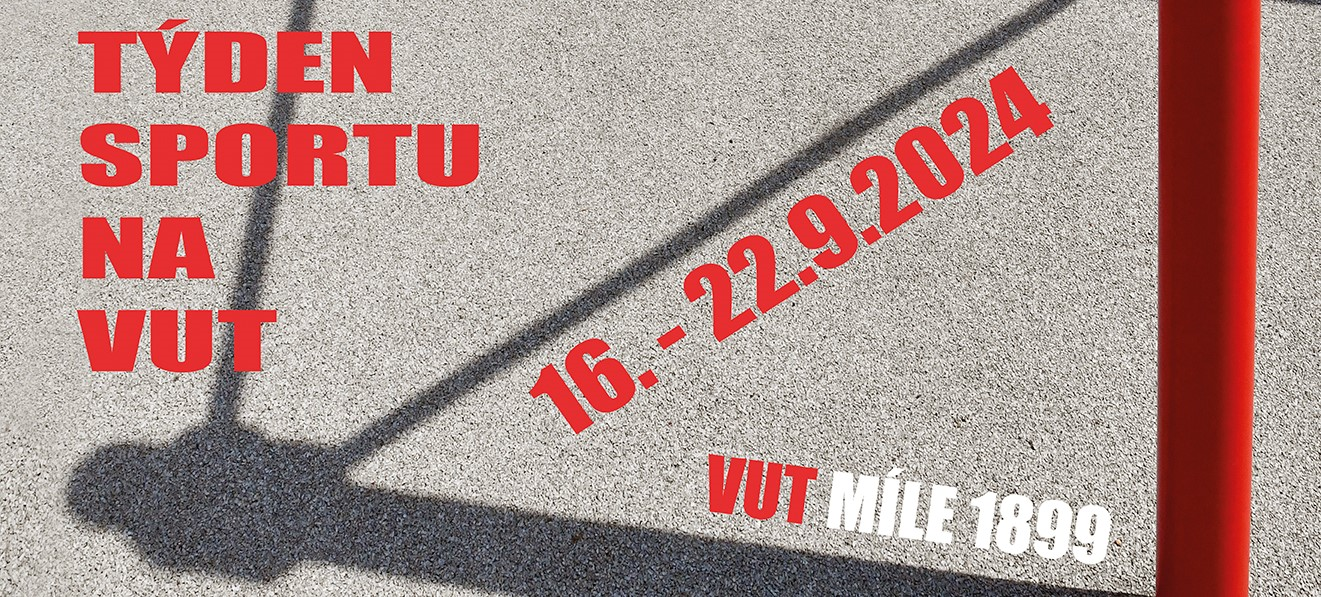 TÝDEN
SPORTU
NA
VUT
16. - 22.9.2024
VUT MÍLE 1899